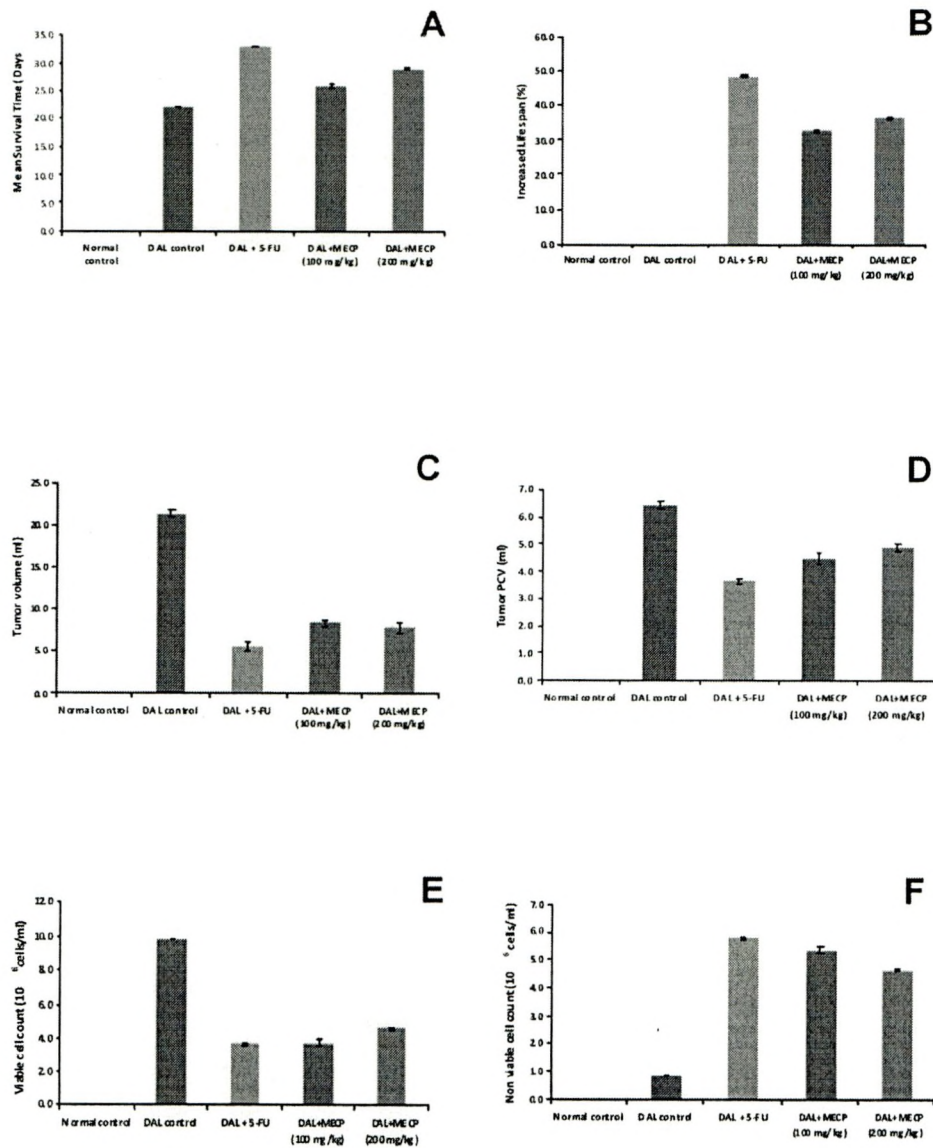 A
Mean Survival Time (Days
35.0
30.0
25.0
20.0
15.0
10.0
5.0
0.0
Normal control
DAL control
DAL + 5-FU
DAL+MECP (100 mg/kg)
DAL+MECP (200 mg/kg)
B
Increased Life span (%)
60.0
50.0
40.0
30.0
20.0
10.0
0.0
Normal control
DAL control
DAL + 5-FU
DAL+MECP (100 mg/kg)
DAL+MECP (200 mg/kg)
C
Tumor volume (ml)
25.0
20.0
15.0
10.0
5.0
0.0
Normal control
DAL control
DAL + 5-FU
DAL+MECP (100 mg/kg)
DAL+MECP (200 mg/kg)
D
Tumor PCV (ml)
7.0
6.0
5.0
4.0
3.0
2.0
1.0
0.0
Normal control
DAL control
DAL + 5-FU
DAL+MECP (100 mg/kg)
DAL+MECP (200 mg/kg)
E
Viable cell count (10 6 cells/ml)
12.0
10.0
8.0
6.0
4.0
2.0
0.0
Normal control
DAL control
DAL + 5-FU
DAL+MECP (100 mg/kg)
DAL+MECP (200 mg/kg)
F
Non viable cell count (10 6 cells/ml)
7.0
6.0
5.0
4.0
3.0
2.0
1.0
0.0
Normal control
DAL control
DAL + 5-FU
DAL+MECP (100 mg/kg)
DAL+MECP (200 mg/kg)